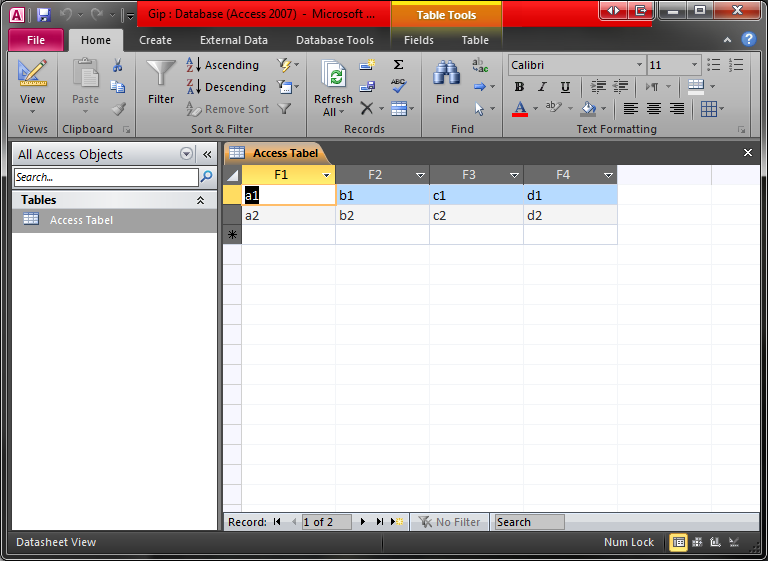 Gip : Database (Access 2007) - Microsoft ...
Table Tools
File Home Create External Data Database Tools Fields Table
View
Views
Paste
Clipboard
Filter
Ascending
Descending
Remove Sort
Sort & Filter
Refresh
All
Records
Find
Find
Calibri 11
B I U
Text Formatting
All Access Objects
Search...
Tables
Access Tabel
Access Tabel
F1 F2 F3 F4
a1 b1 c1 d1
a2 b2 c2 d2
Record: 1 of 2 No Filter Search
Datasheet View
Num Lock